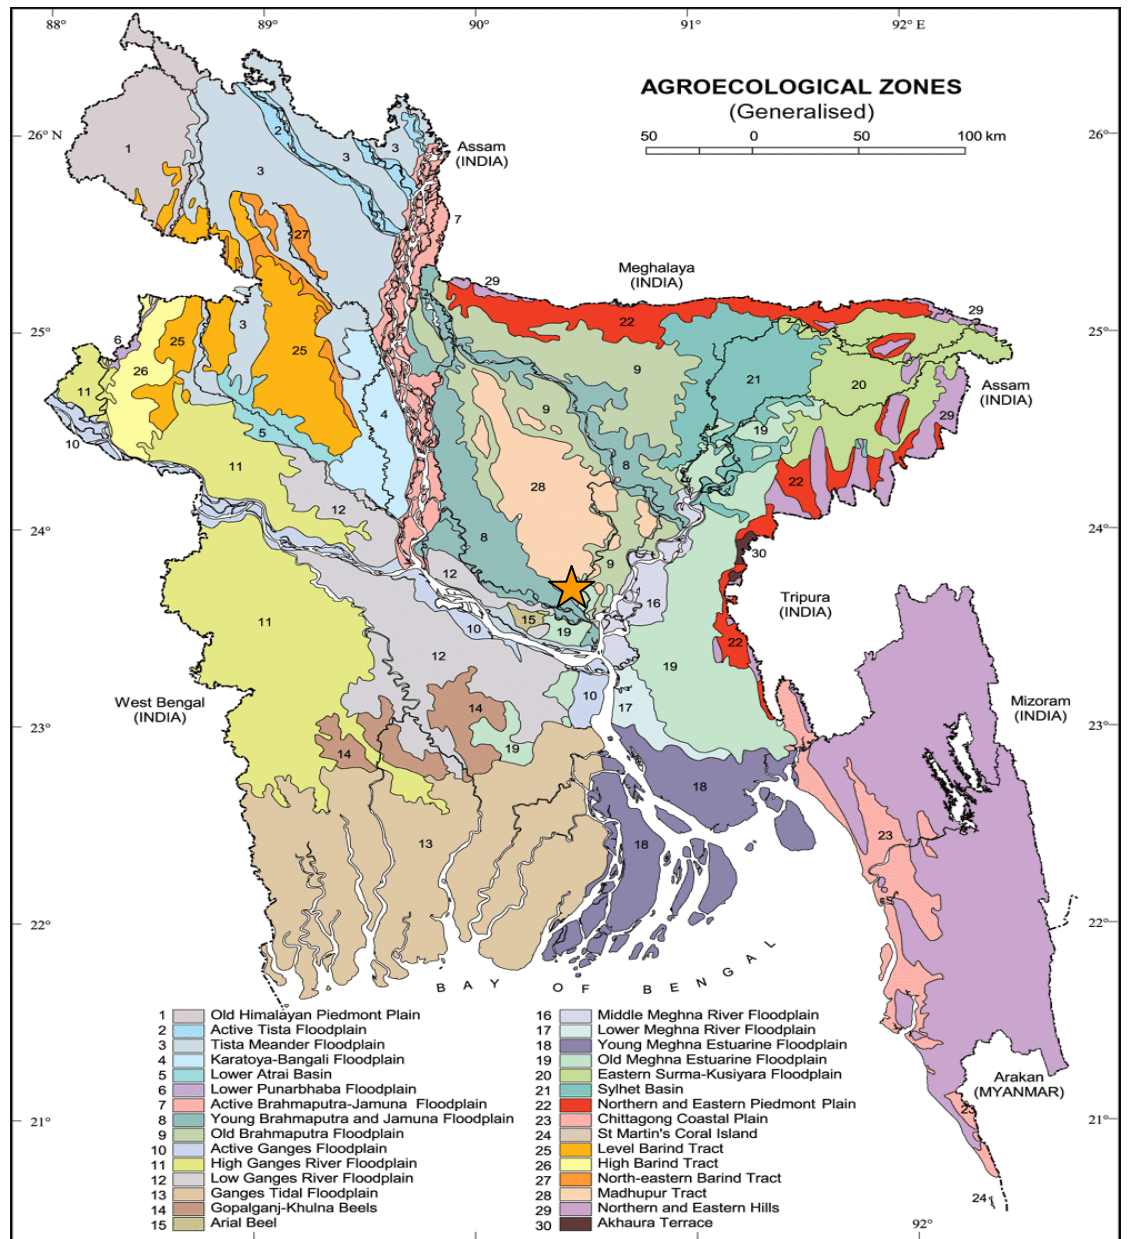 88° 89° 90° 91° 92° E
AGROECOLOGICAL ZONES
(Generalised)
50 0 50 100 km
26° N
26°
Assam
(INDIA)
2
3
3
1
3
7
27
Meghalaya
(INDIA)
29
29
22
25°
25°
6
3
25
25
26
9
21
20
11
4
9
Assam
(INDIA)
29
10
5
19
11
8
22
28
12
24°
24°
8
30
9
12
16
Tripura
(INDIA)
15
10
19
11
22
12
19
10
West Bengal
(INDIA)
14
17
Mizoram
(INDIA)
23°
23°
14
19
18
23
13
18
22°
22°
BAY OF BENGAL
1 Old Himalayan Piedmont Plain
2 Active Tista Floodplain
3 Tista Meander Floodplain
4 Karatoya-Bangali Floodplain
5 Lower Atrai Basin
6 Lower Punarbhaba Floodplain
7 Active Brahmaputra-Jamuna Floodplain
8 Young Brahmaputra and Jamuna Floodplain
9 Old Brahmaputra Floodplain
10 Active Ganges Floodplain
11 High Ganges River Floodplain
12 Low Ganges River Floodplain
13 Ganges Tidal Floodplain
14 Gopalganj-Khulna Beels
15 Arial Beel
16 Middle Meghna River Floodplain
17 Lower Meghna River Floodplain
18 Young Meghna Estuarine Floodplain
19 Old Meghna Estuarine Floodplain
20 Eastern Surma-Kusiyara Floodplain
21 Sylhet Basin
22 Northern and Eastern Piedmont Plain
23 Chittagong Coastal Plain
24 St Martin's Coral Island
25 Level Barind Tract
26 High Barind Tract
27 North-eastern Barind Tract
28 Madhupur Tract
29 Northern and Eastern Hills
30 Akhaura Terrace
Arakan
(MYANMAR)
23
21°
21°
24
92°